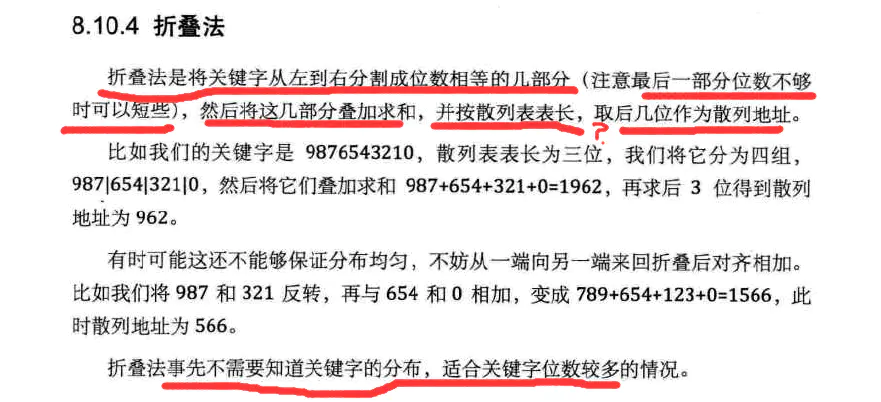 8.10.4 折叠法
折叠法是将关键字从左到右分割成位数相等的几部分（注意最后一部分位数不够
时可以短些），然后将这几部分叠加求和，并按散列表表长，取后几位作为散列地址。
?
比如我们的关键字是 9876543210，散列表表长为三位，我们将它分为四组，
987|654|321|0，然后将它们叠加求和 987+654+321+0=1962，再求后 3 位得到散列
地址为 962。
有时可能这还不能够保证分布均匀，不妨从一端向另一端来回折叠后对齐相加。
比如我们将 987 和 321 反转，再与 654 和 0 相加，变成 789+654+123+0=1566，此
时散列地址为 566。
折叠法事先不需要知道关键字的分布，适合关键字位数较多的情况。